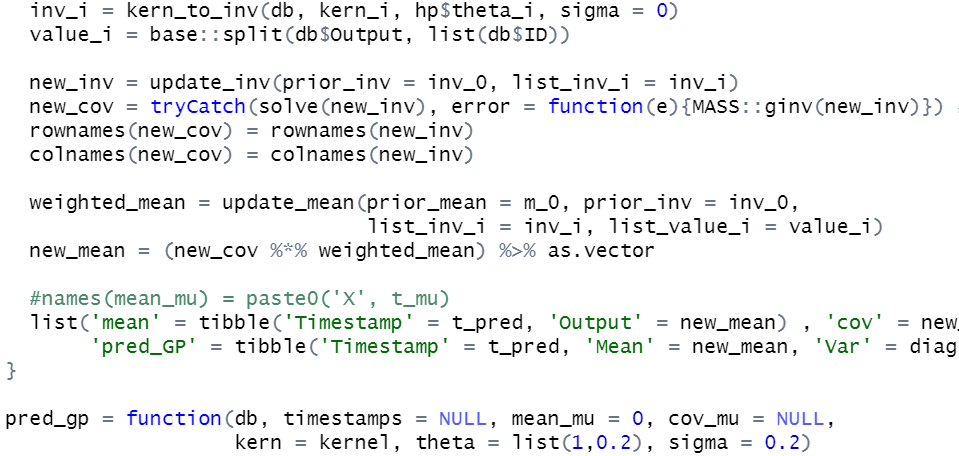 inv_i = kern_to_inv(db, kern_i, hp$theta_i, sigma = 0)
value_i = base::split(db$Output, list(db$ID))
new_inv = update_inv(prior_inv = inv_0, list_inv_i = inv_i)
new_cov = tryCatch(solve(new_inv), error = function(e){MASS::ginv(new_inv)})
rownames(new_cov) = rownames(new_inv)
colnames(new_cov) = colnames(new_inv)
weighted_mean = update_mean(prior_mean = m_0, prior_inv = inv_0,
list_inv_i = inv_i, list_value_i = value_i)
new_mean = (new_cov %*% weighted_mean) %>% as.vector
#names(mean_mu) = paste0('X', t_mu)
list('mean' = tibble('Timestamp' = t_pred, 'Output' = new_mean) , 'cov' = new_
'pred_GP' = tibble('Timestamp' = t_pred, 'Mean' = new_mean, 'Var' = diag
}
pred_gp = function(db, timestamps = NULL, mean_mu = 0, cov_mu = NULL,
kern = kernel, theta = list(1,0.2), sigma = 0.2)